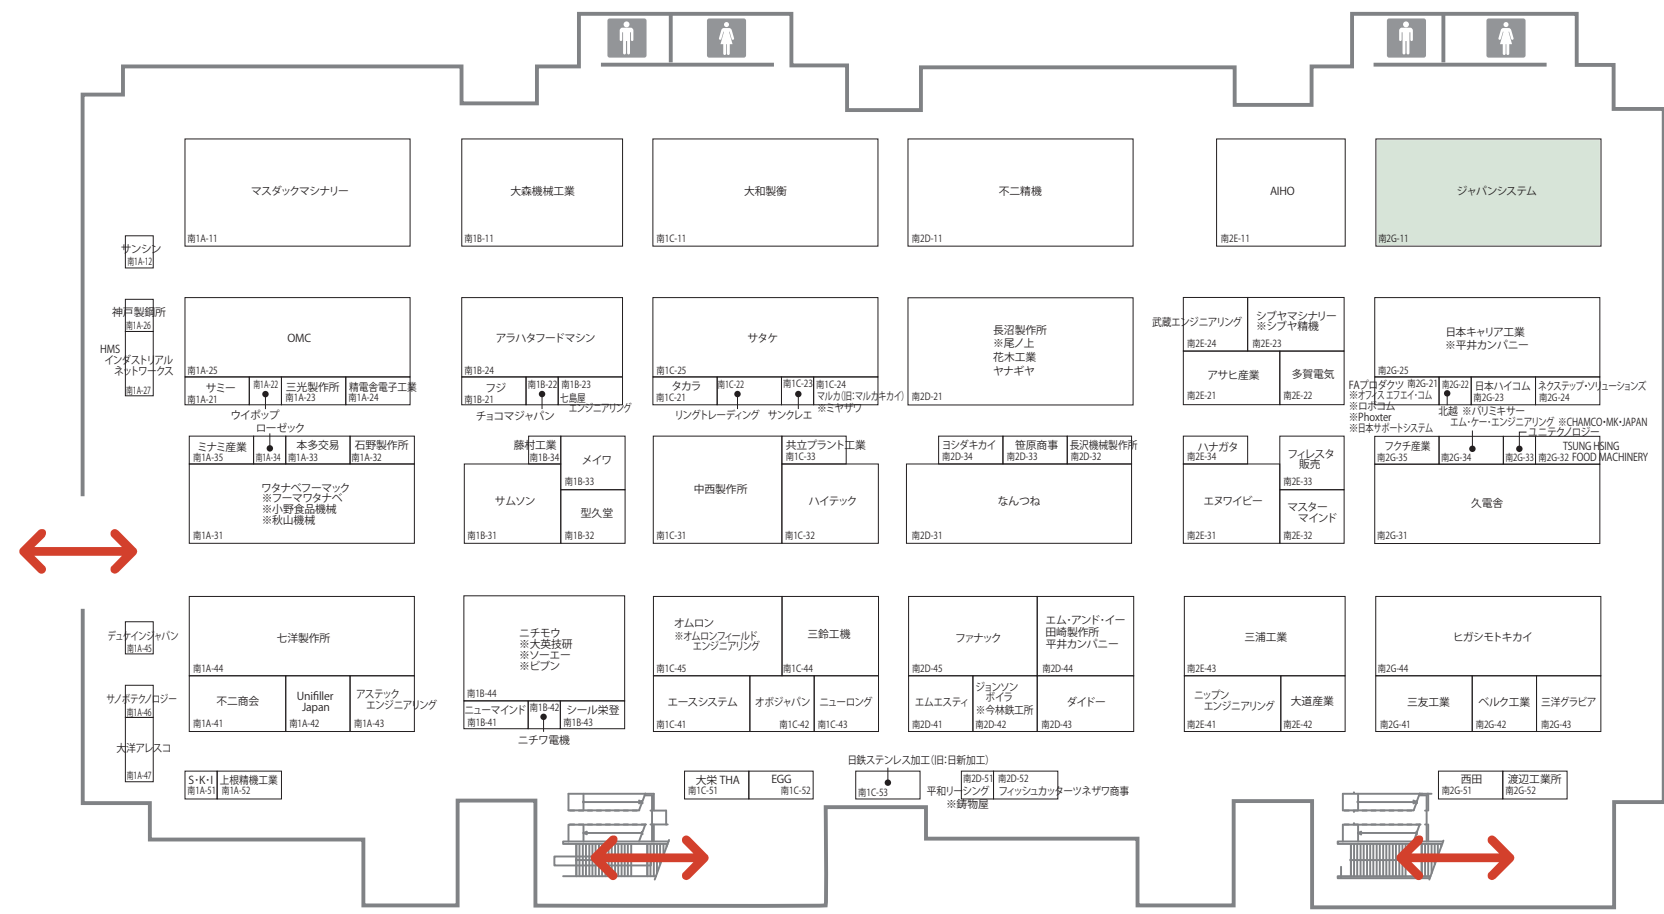 マスダックマシナリー
南1A-11
大森機械工業
南1B-11
大和製衡
南1C-11
不二精機
南2D-11
AIHO
南2E-11
ジャパンシステム
南2G-11
サンシン
南1A-12
神戸製鋼所
南1A-26
HMS
インダストリアル
ネットワークス
南1A-27
OMC
南1A-25
サミー
南1A-21
南1A-22
ウイポップ
三光製作所
南1A-23
精電舎電子工業
南1A-24
アラハタフードマシン
南1B-24
フジ
南1B-21
南1B-22
チョコマジャパン
南1B-23
七島屋
エンジニアリング
サタケ
南1C-25
タカラ
南1C-21
南1C-22
リングトレーディング
南1C-23
サンクレエ
南1C-24
マルカ(旧:マルカキカイ)
※ミヤザワ
長沼製作所
※尾ノ上
花木工業
ヤナギヤ
南2D-21
武蔵エンジニアリング
南2E-24
シブヤマシナリー
※シブヤ精機
南2E-23
アサヒ産業
南2E-21
多賀電気
南2E-22
日本キャリア工業
※平井カンパニー
南2G-25
FAプロダクツ
※オフィス エフエイ・コム
※ロボコム
※Phoxter
※日本サポートシステム
南2G-21
南2G-22
北越 ※バリミキサー
日本ハイコム
南2G-23
ネクステップ・ソリューションズ
南2G-24
エム・ケー・エンジニアリング ※CHAMCO・MK・JAPAN
ユニテクノロジー
ローゼック
ミナミ産業
南1A-35
南1A-34
本多交易
南1A-33
石野製作所
南1A-32
ワタナベフーマック
※フーマワタナベ
※小野食品機械
※秋山機械
南1A-31
藤村工業
南1B-34
メイワ
南1B-33
サムソン
南1B-31
型久堂
南1B-32
共立プラント工業
南1C-33
中西製作所
南1C-31
ハイテック
南1C-32
ヨシダキカイ
南2D-34
笹原商事
南2D-33
長沢機械製作所
南2D-32
なんつね
南2D-31
ハナガタ
南2E-34
フィレスタ
販売
南2E-33
エヌワイビー
南2E-31
マスター
マインド
南2E-32
フクチ産業
南2G-35
南2G-34
南2G-33
TSUNG HSING
南2G-32 FOOD MACHINERY
久電舎
南2G-31
デュケインジャパン
南1A-45
サノボテクノロジー
南1A-46
大洋アレスコ
南1A-47
七洋製作所
南1A-44
不二商会
南1A-41
Unifiller
Japan
南1A-42
アステック
エンジニアリング
南1A-43
ニチモウ
※大英技研
※ソーエー
※ビブン
南1B-44
ニューマインド
南1B-41
南1B-42
ニチワ電機
シール栄登
南1B-43
オムロン
※オムロンフィールド
エンジニアリング
南1C-45
三鈴工機
南1C-44
エースシステム
南1C-41
オボジャパン
南1C-42
ニューロング
南1C-43
ファナック
南2D-45
エム・アンド・イー
田崎製作所
平井カンパニー
南2D-44
エムエスティ
南2D-41
ジョンソン
ボイラ
※今林鉄工所
南2D-42
ダイドー
南2D-43
三浦工業
南2E-43
ニップン
エンジニアリング
南2E-41
大道産業
南2E-42
ヒガシモトキカイ
南2G-44
三友工業
南2G-41
ベルク工業
南2G-42
三洋グラビア
南2G-43
S・K・I
南1A-51
上根精機工業
南1A-52
大栄 THA
南1C-51
EGG
南1C-52
日鉄ステンレス加工(旧:日新加工)
南1C-53
南2D-51
平和リーシング
※鋳物屋
南2D-52
フィッシュカッターツネザワ商事
西田
南2G-51
渡辺工業所
南2G-52